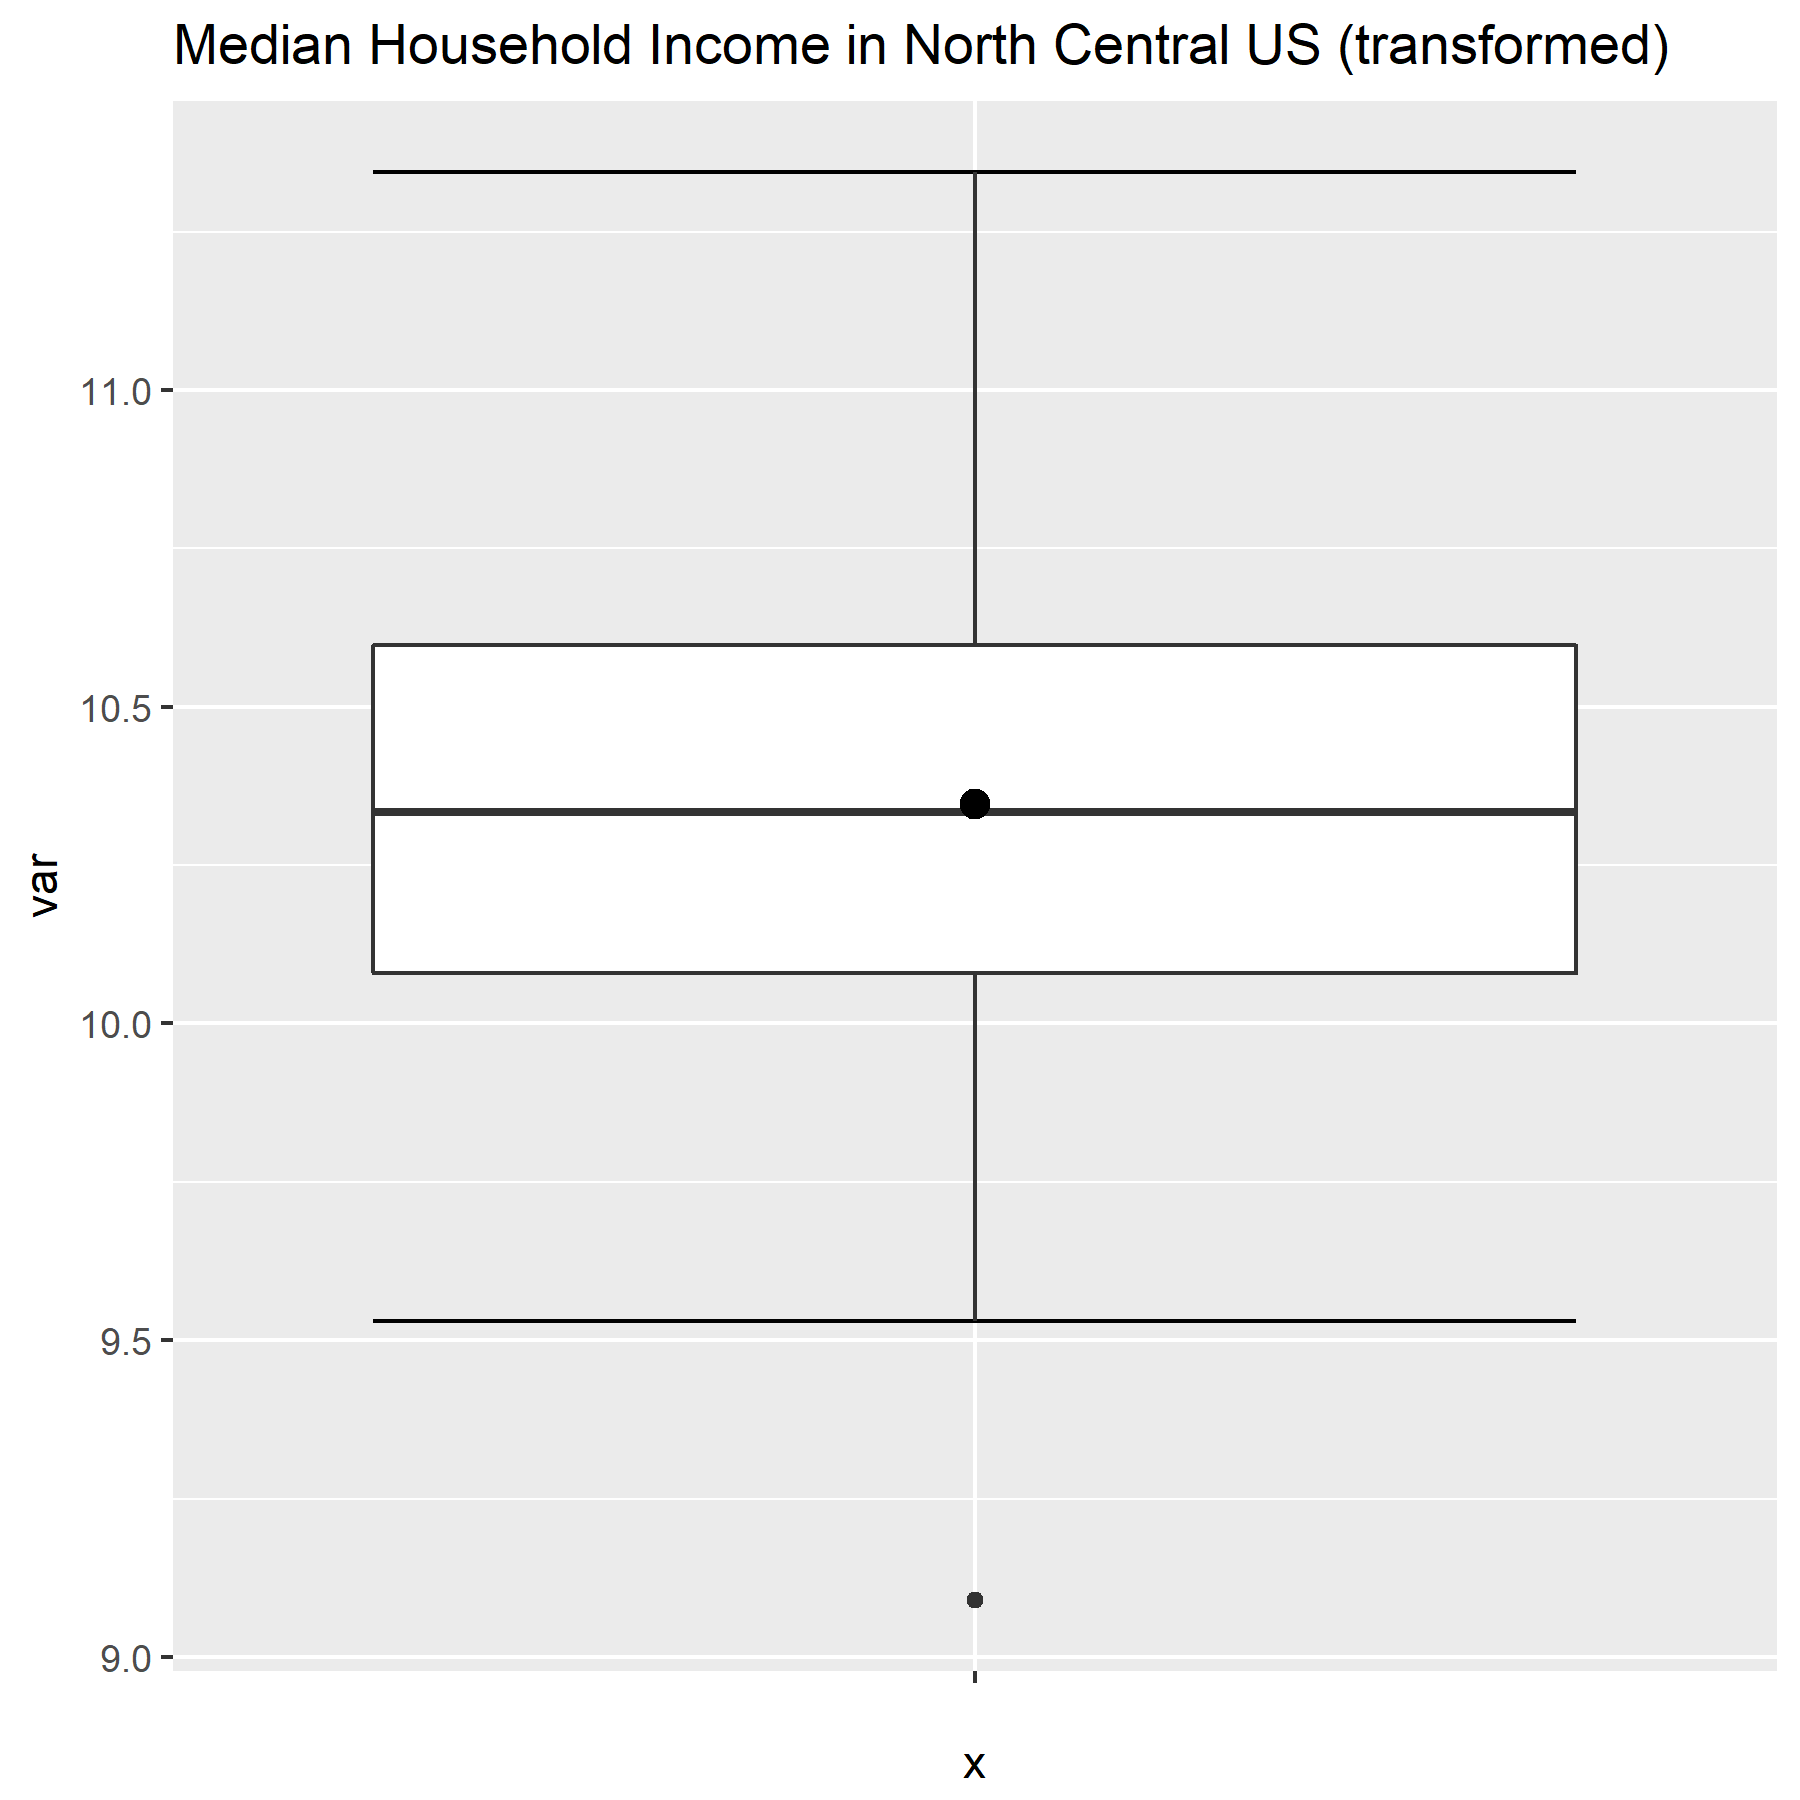 Median Household Income in North Central US (transformed)
var
11.0
10.5
10.0
9.5
9.0
x